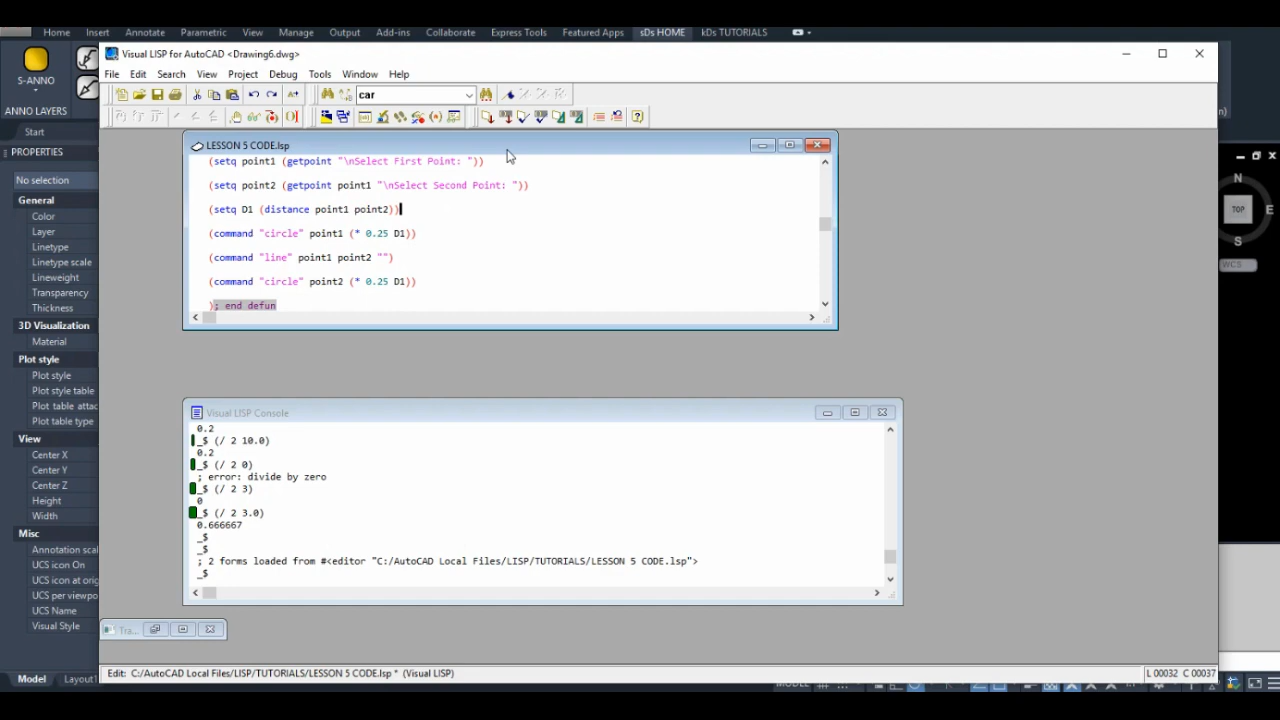 Home Insert Annotate Parametric View Manage Output Add-ins Collaborate Express Tools Featured Apps sDs HOME kDs TUTORIALS
Visual LISP for AutoCAD <Drawing6.dwg>
File Edit Search View Project Debug Tools Window Help
S-ANNO
car
ANNO LAYERS
Start
PROPERTIES
No selection
General
Color
Layer
Linetype
Linetype scale
Lineweight
Transparency
Thickness
3D Visualization
Material
Plot style
Plot style
Plot style table
Plot table attac
Plot table type
View
Center X
Center Y
Center Z
Height
Width
Misc
Annotation scal
UCS icon On
UCS icon at orig
UCS per viewpo
UCS Name
Visual Style
LESSON 5 CODE.lsp
(setq point1 (getpoint "\nSelect First Point: "))
(setq point2 (getpoint point1 "\nSelect Second Point: "))
(setq D1 (distance point1 point2))
(command "circle" point1 (* 0.25 D1))
(command "line" point1 point2 "")
(command "circle" point2 (* 0.25 D1))
); end defun
Visual LISP Console
0.2
_$ (/ 2 10.0)
0.2
_$ (/ 2 0)
; error: divide by zero
_$ (/ 2 3)
0
_$ (/ 2 3.0)
0.666667
_$
_$
; 2 forms loaded from #<editor "C:/AutoCAD Local Files/LISP/TUTORIALS/LESSON 5 CODE.lsp">
_$
Tra...
N
TOP
E
S
WCS
Edit: C:/AutoCAD Local Files/LISP/TUTORIALS/LESSON 5 CODE.lsp * (Visual LISP)
L 00032 C 00037
Model Layout1
MODEL